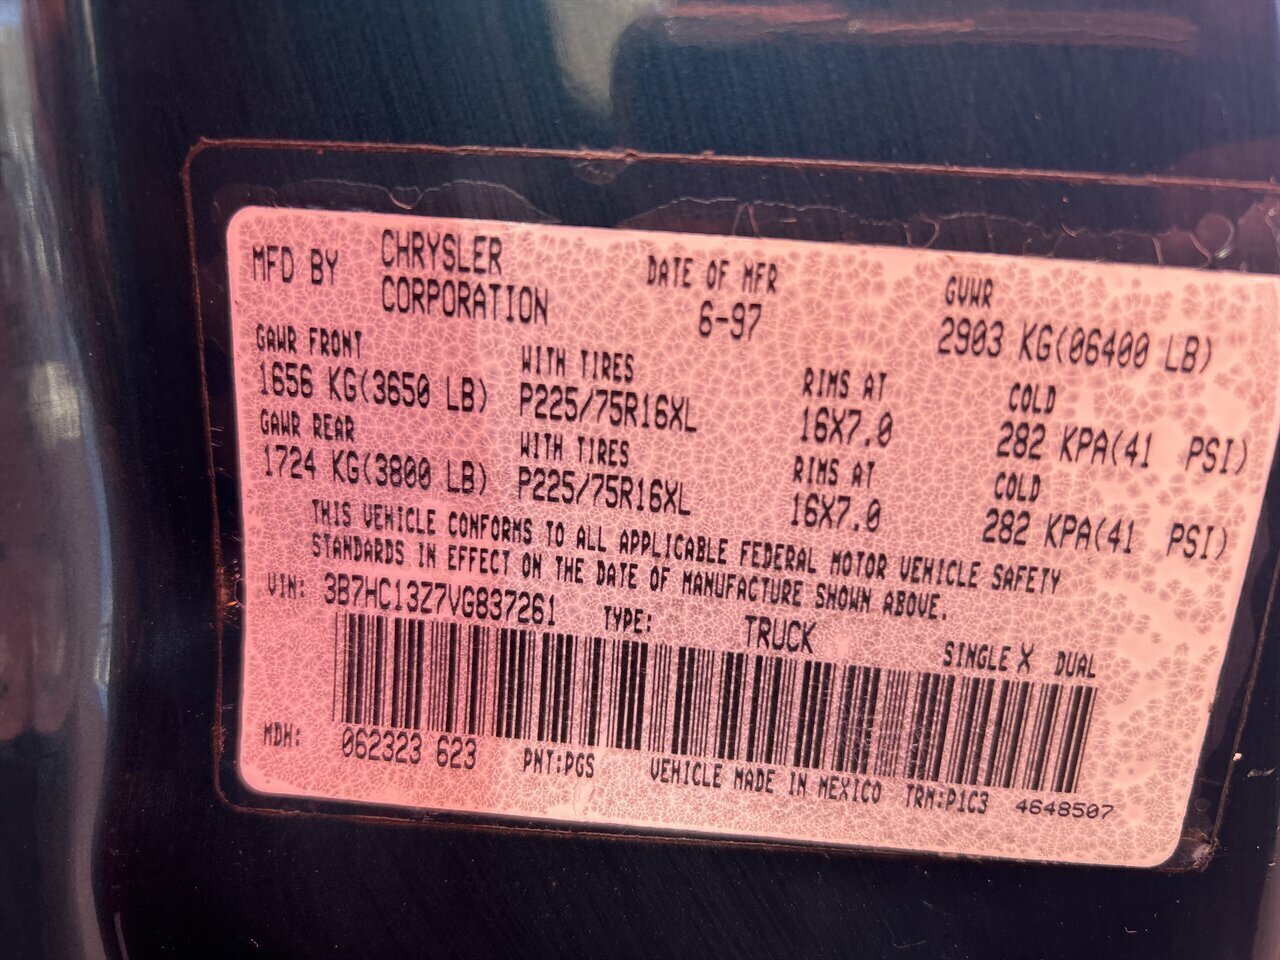 MFD BY CHRYSLER CORPORATION DATE OF MFR 6-97 GVWR 2903 KG(06400 LB)
GAWR FRONT WITH TIRES RIMS AT COLD
1656 KG(3650 LB) P225/75R16XL 16X7.0 282 KPA(41 PSI)
GAWR REAR WITH TIRES RIMS AT COLD
1724 KG(3800 LB) P225/75R16XL 16X7.0 282 KPA(41 PSI)
THIS VEHICLE CONFORMS TO ALL APPLICABLE FEDERAL MOTOR VEHICLE SAFETY
STANDARDS IN EFFECT ON THE DATE OF MANUFACTURE SHOWN ABOVE.
VIN: 3B7HC13Z7VG837261 TYPE: TRUCK SINGLE X DUAL
MDH: 062323 623 PNT:PGS VEHICLE MADE IN MEXICO TRM:P1C3 4648507